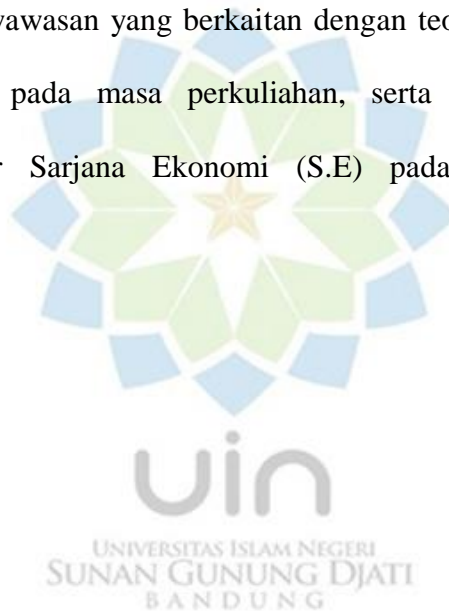 wawasan yang berkaitan dengan
pada masa perkuliahan, serta
Sarjana Ekonomi (S.E) pada
uin
UNIVERSITAS ISLAM NEGERI
SUNAN GUNUNG DJATI
BANDUNG